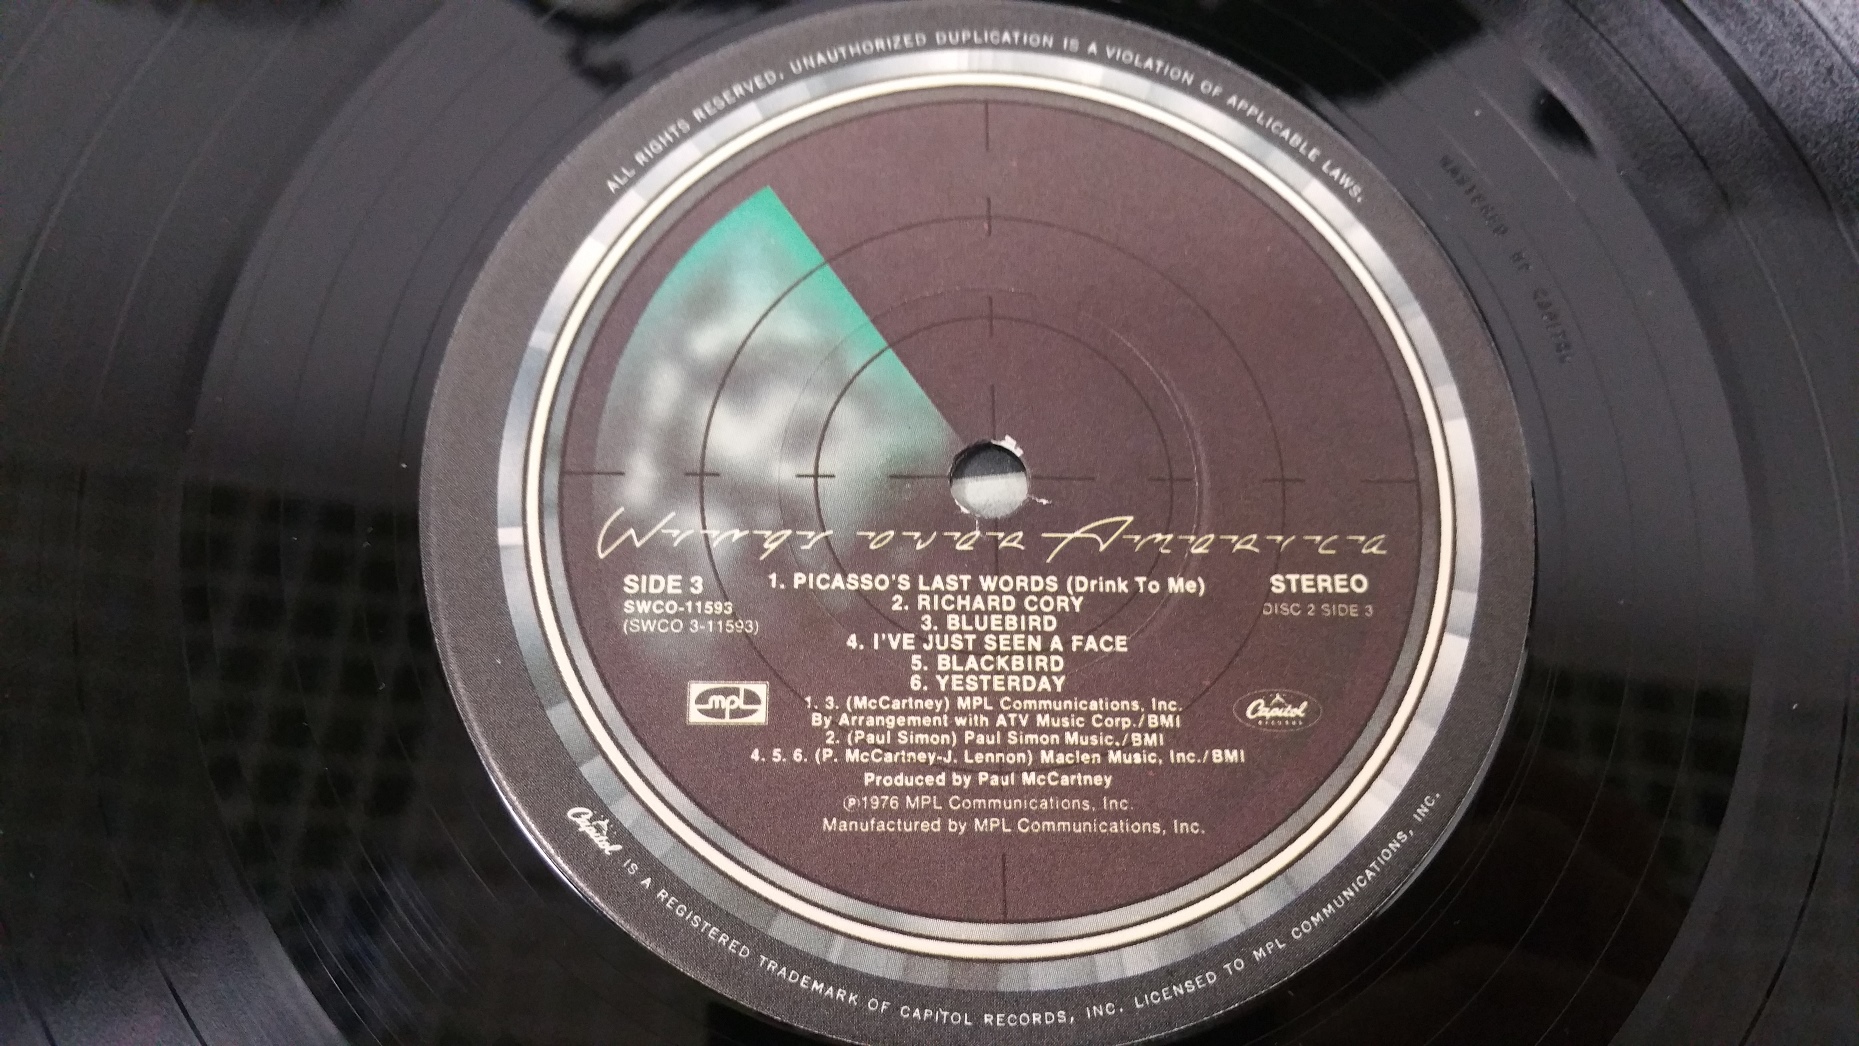 ALL RIGHTS RESERVED. UNAUTHORIZED DUPLICATION IS A VIOLATION OF APPLICABLE LAWS.
MASTERED BY CAPITOL
Wings over America
SIDE 3
SWCO-11593
(SWCO 3-11593)
1. PICASSO'S LAST WORDS (Drink To Me)
2. RICHARD CORY
3. BLUEBIRD
4. I'VE JUST SEEN A FACE
5. BLACKBIRD
6. YESTERDAY
STEREO
DISC 2 SIDE 3
mpl
1. 3. (McCartney) MPL Communications, Inc.
By Arrangement with ATV Music Corp./BMI
2. (Paul Simon) Paul Simon Music./BMI
4. 5. 6. (P. McCartney-J. Lennon) Maclen Music, Inc./BMI
Produced by Paul McCartney
℗1976 MPL Communications, Inc.
Manufactured by MPL Communications, Inc.
Capitol
RECORDS
Capitol IS A REGISTERED TRADEMARK OF CAPITOL RECORDS, INC. LICENSED TO MPL COMMUNICATIONS, INC.